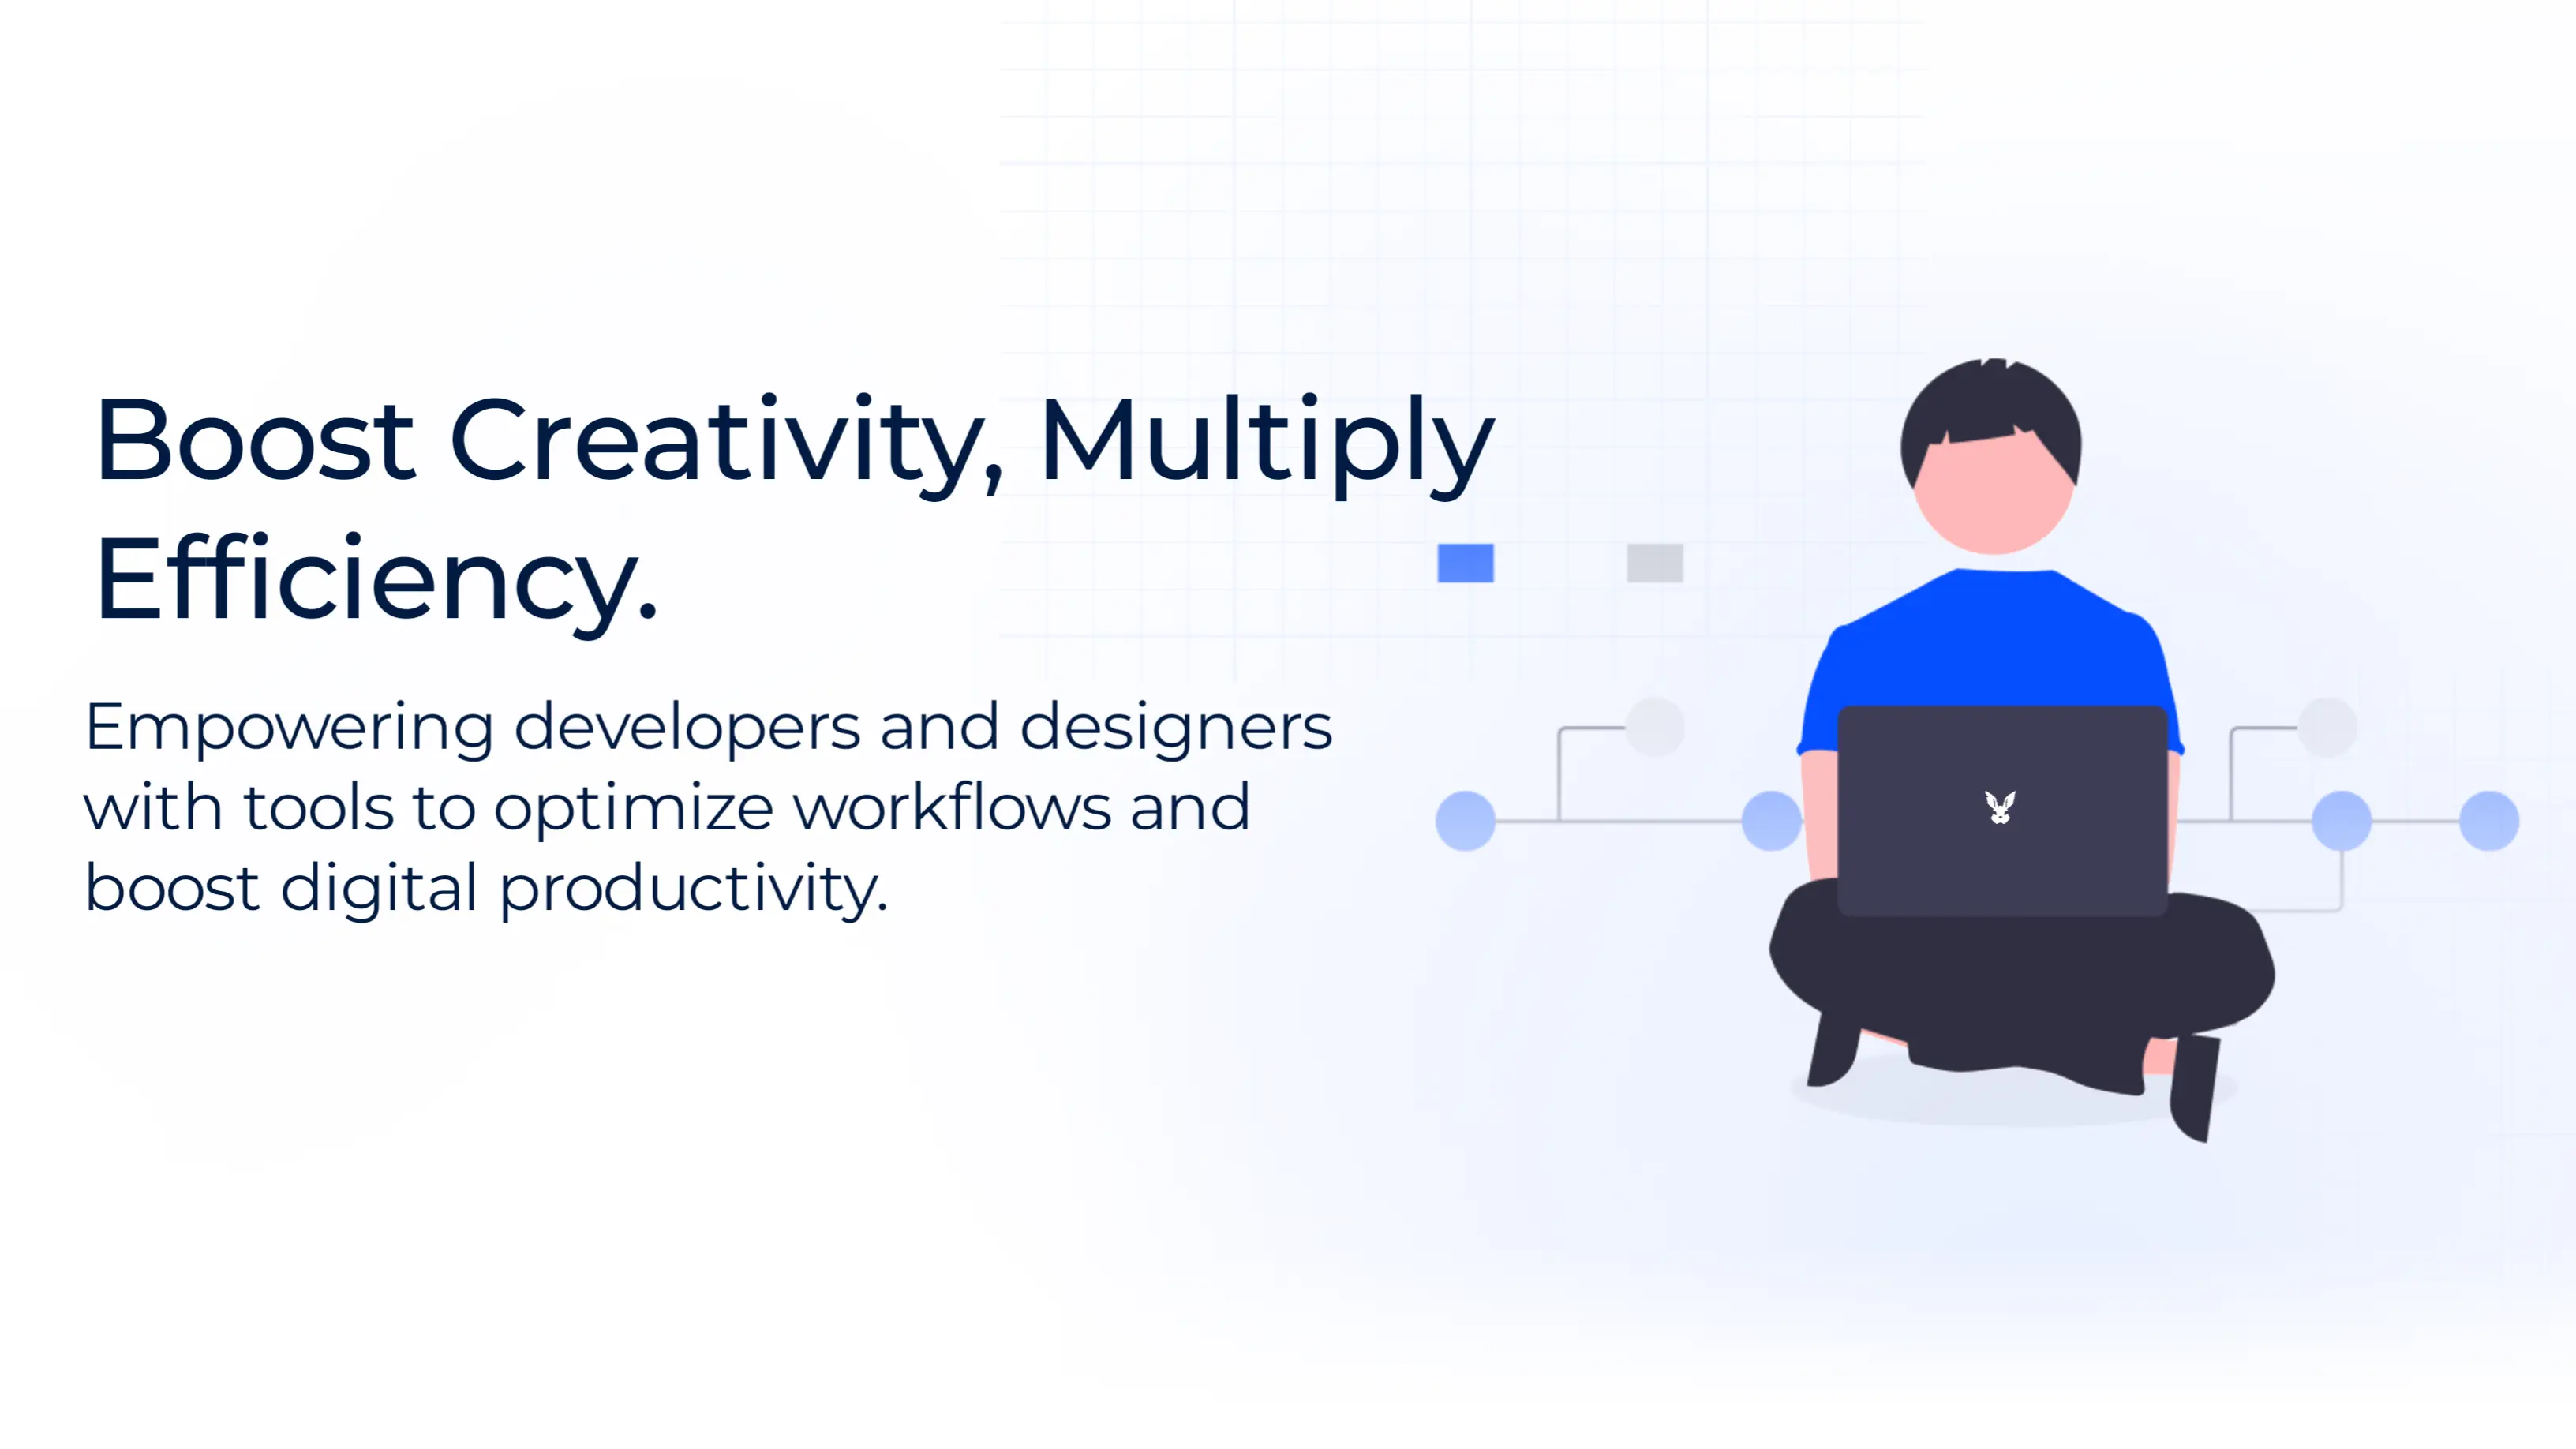 Boost Creativity, Multiply
Efficiency.
Empowering developers and designers
with tools to optimize workflows and
boost digital productivity.